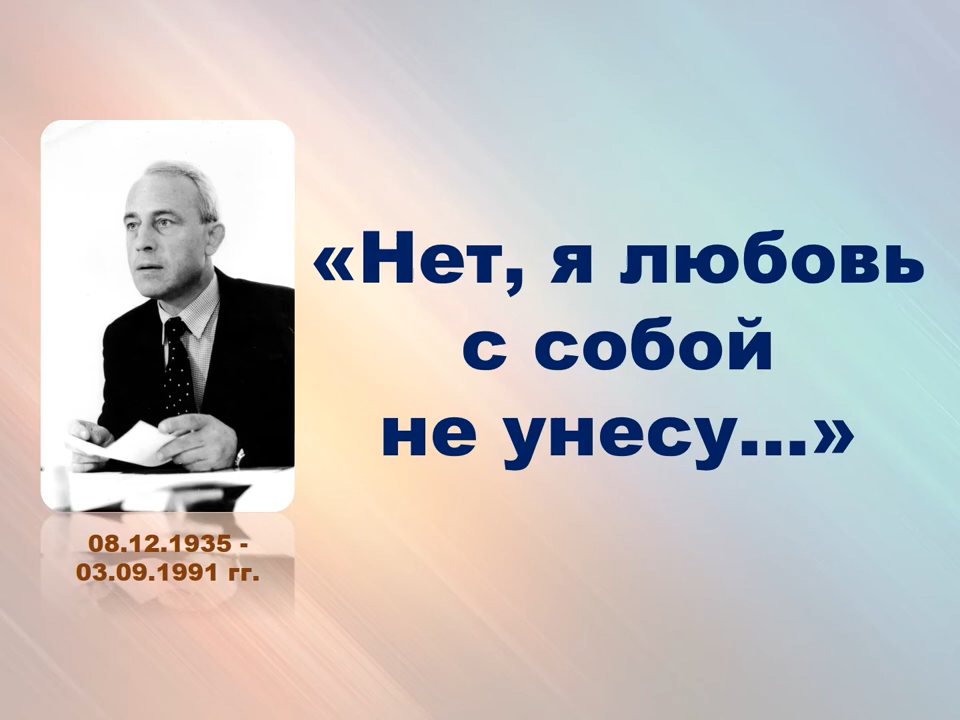 «Нет, я любовь
с собой
не унесу...»
08.12.1935 -
03.09.1991 гг.